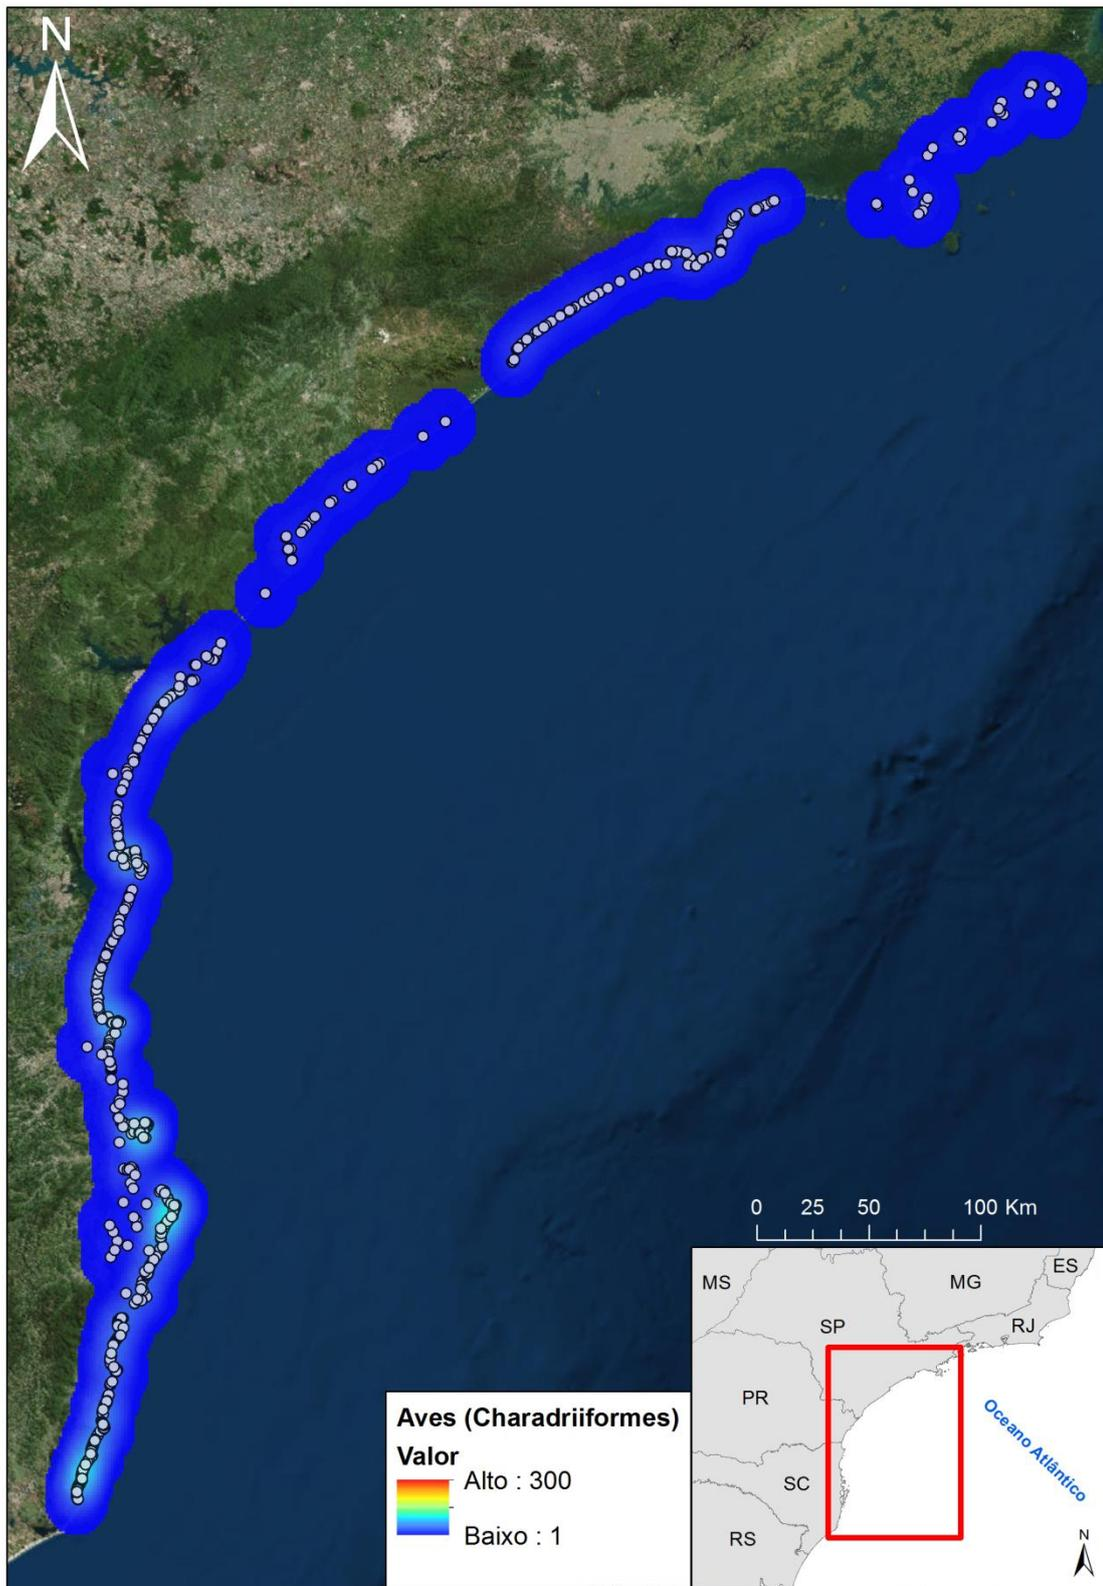 N
0 25 50 100 Km
Aves (Charadriiformes)
Valor
Alto : 300
Baixo : 1
MS
MG
ES
SP
RJ
PR
Oceano Atlântico
SC
RS
N